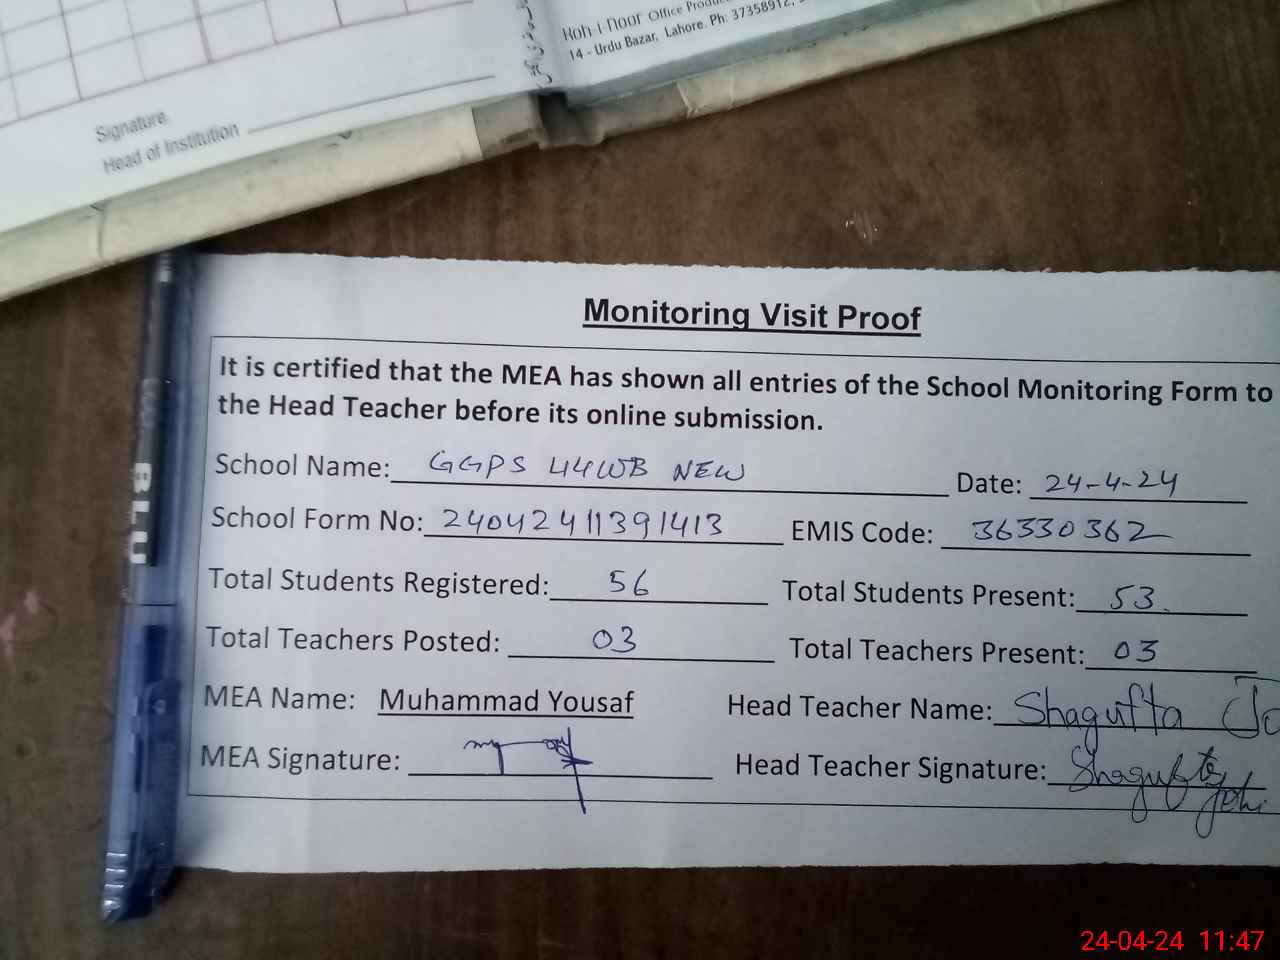 Koh-i-noor Office Produc
14 - Urdu Bazar, Lahore. Ph: 37358912,
Signature.
Head of Institution
Monitoring Visit Proof
It is certified that the MEA has shown all entries of the School Monitoring Form to
the Head Teacher before its online submission.
School Name: GGPS 44WB NEW Date: 24-4-24
School Form No: 24042411391413 EMIS Code: 36330362
Total Students Registered: 56 Total Students Present: 53.
Total Teachers Posted: 03 Total Teachers Present: 03
MEA Name: Muhammad Yousaf Head Teacher Name: Shagufta Jo
MEA Signature: Head Teacher Signature: Shagufta
BLU
24-04-24 11:47